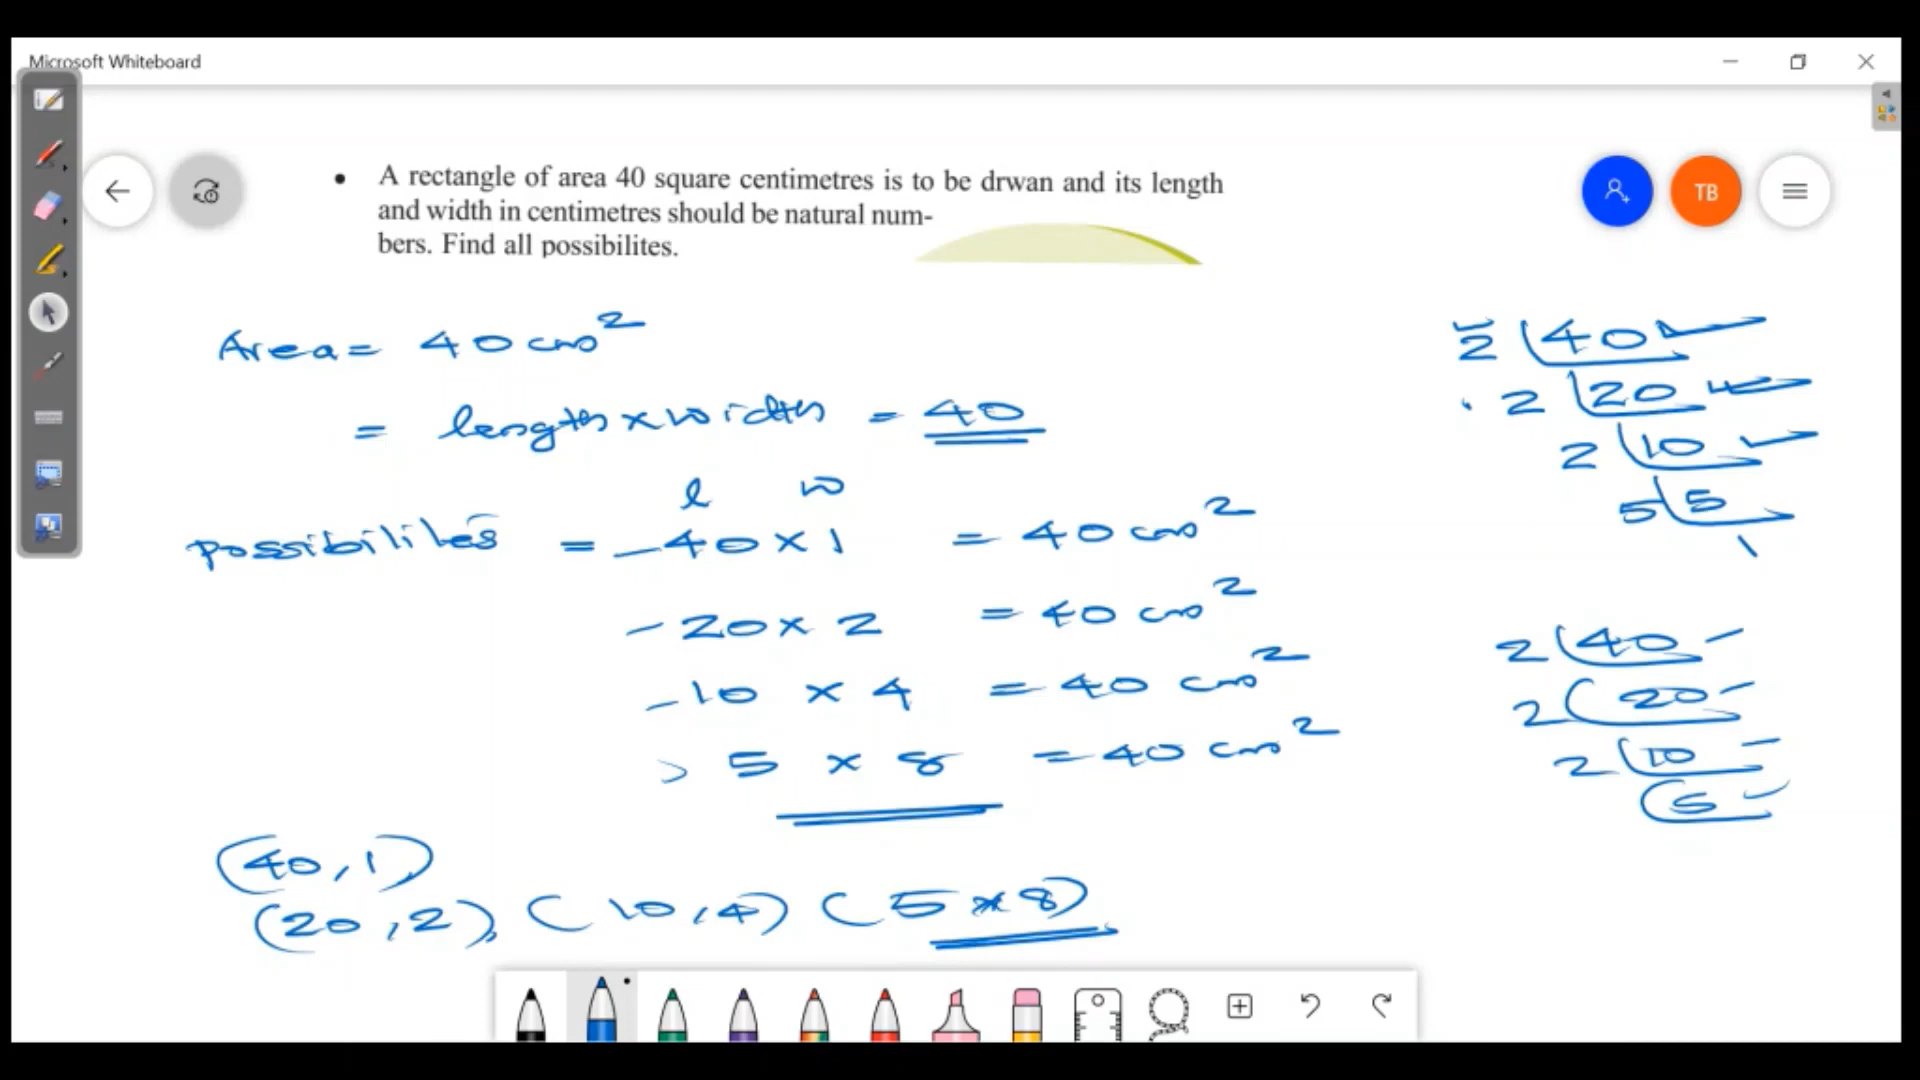 Microsoft Whiteboard
TB
• A rectangle of area 40 square centimetres is to be drwan and its length
and width in centimetres should be natural num-
bers. Find all possibilites.
Area = 40 cm²
= length x width = 40
l w
possibilities = - 40 x 1 = 40 cm²
- 20 x 2 = 40 cm²
- 10 x 4 = 40 cm²
5 x 8 = 40 cm²
(40, 1)
(20, 2), (10, 4) (5 x 8)
2 40
2 20
2 10
5 5
1
2 40
2 20
2 10
5